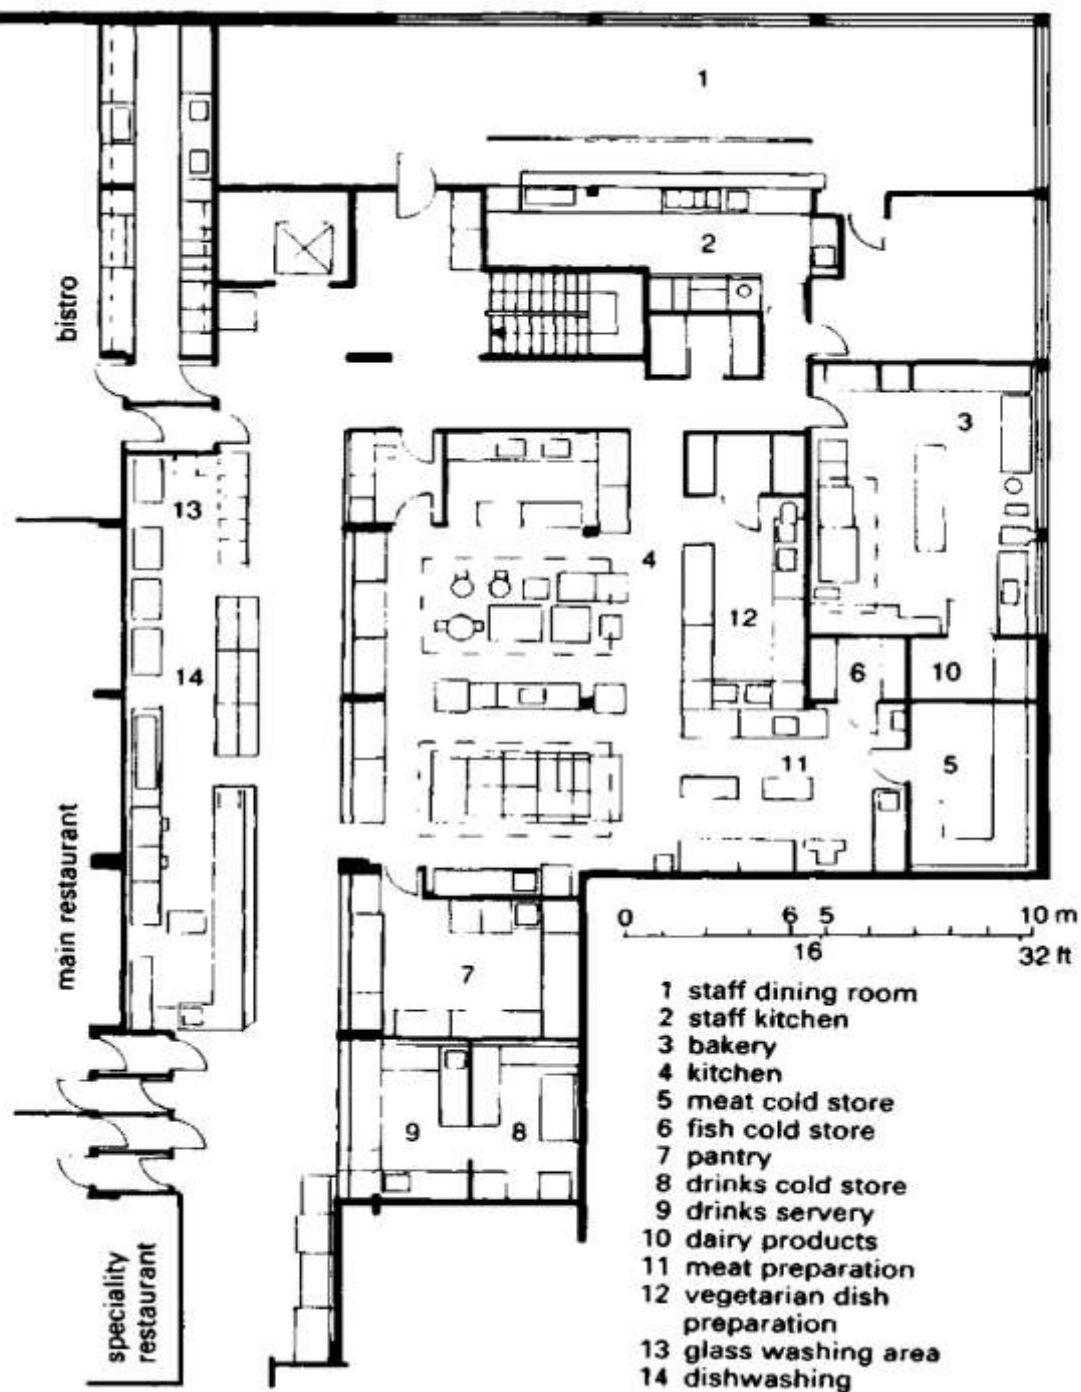 1
2
bistro
3
13
4
12
14
6
10
11
5
main restaurant
0 6 5 10 m
16 32 ft
7
9 8
speciality
restaurant
1 staff dining room
2 staff kitchen
3 bakery
4 kitchen
5 meat cold store
6 fish cold store
7 pantry
8 drinks cold store
9 drinks servery
10 dairy products
11 meat preparation
12 vegetarian dish
preparation
13 glass washing area
14 dishwashing